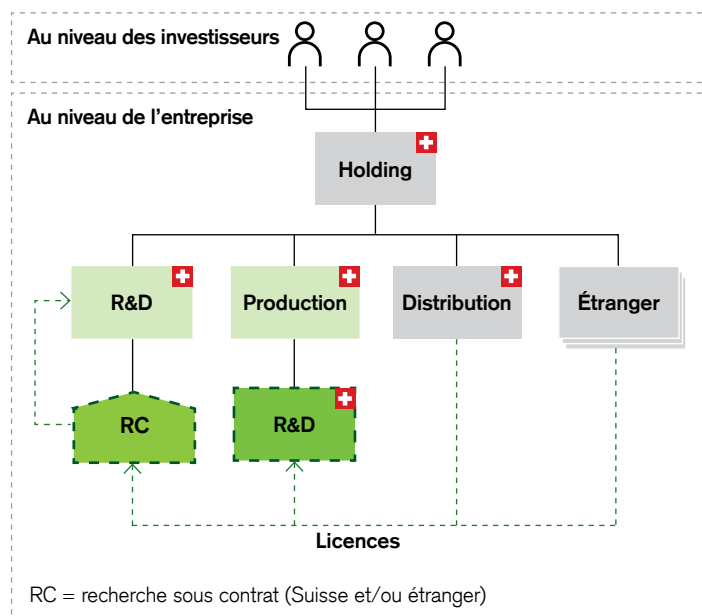 Au niveau des investisseurs
Au niveau de l’entreprise
Holding
R&D
Production
Distribution
Étranger
RC
R&D
Licences
RC = recherche sous contrat (Suisse et/ou étranger)